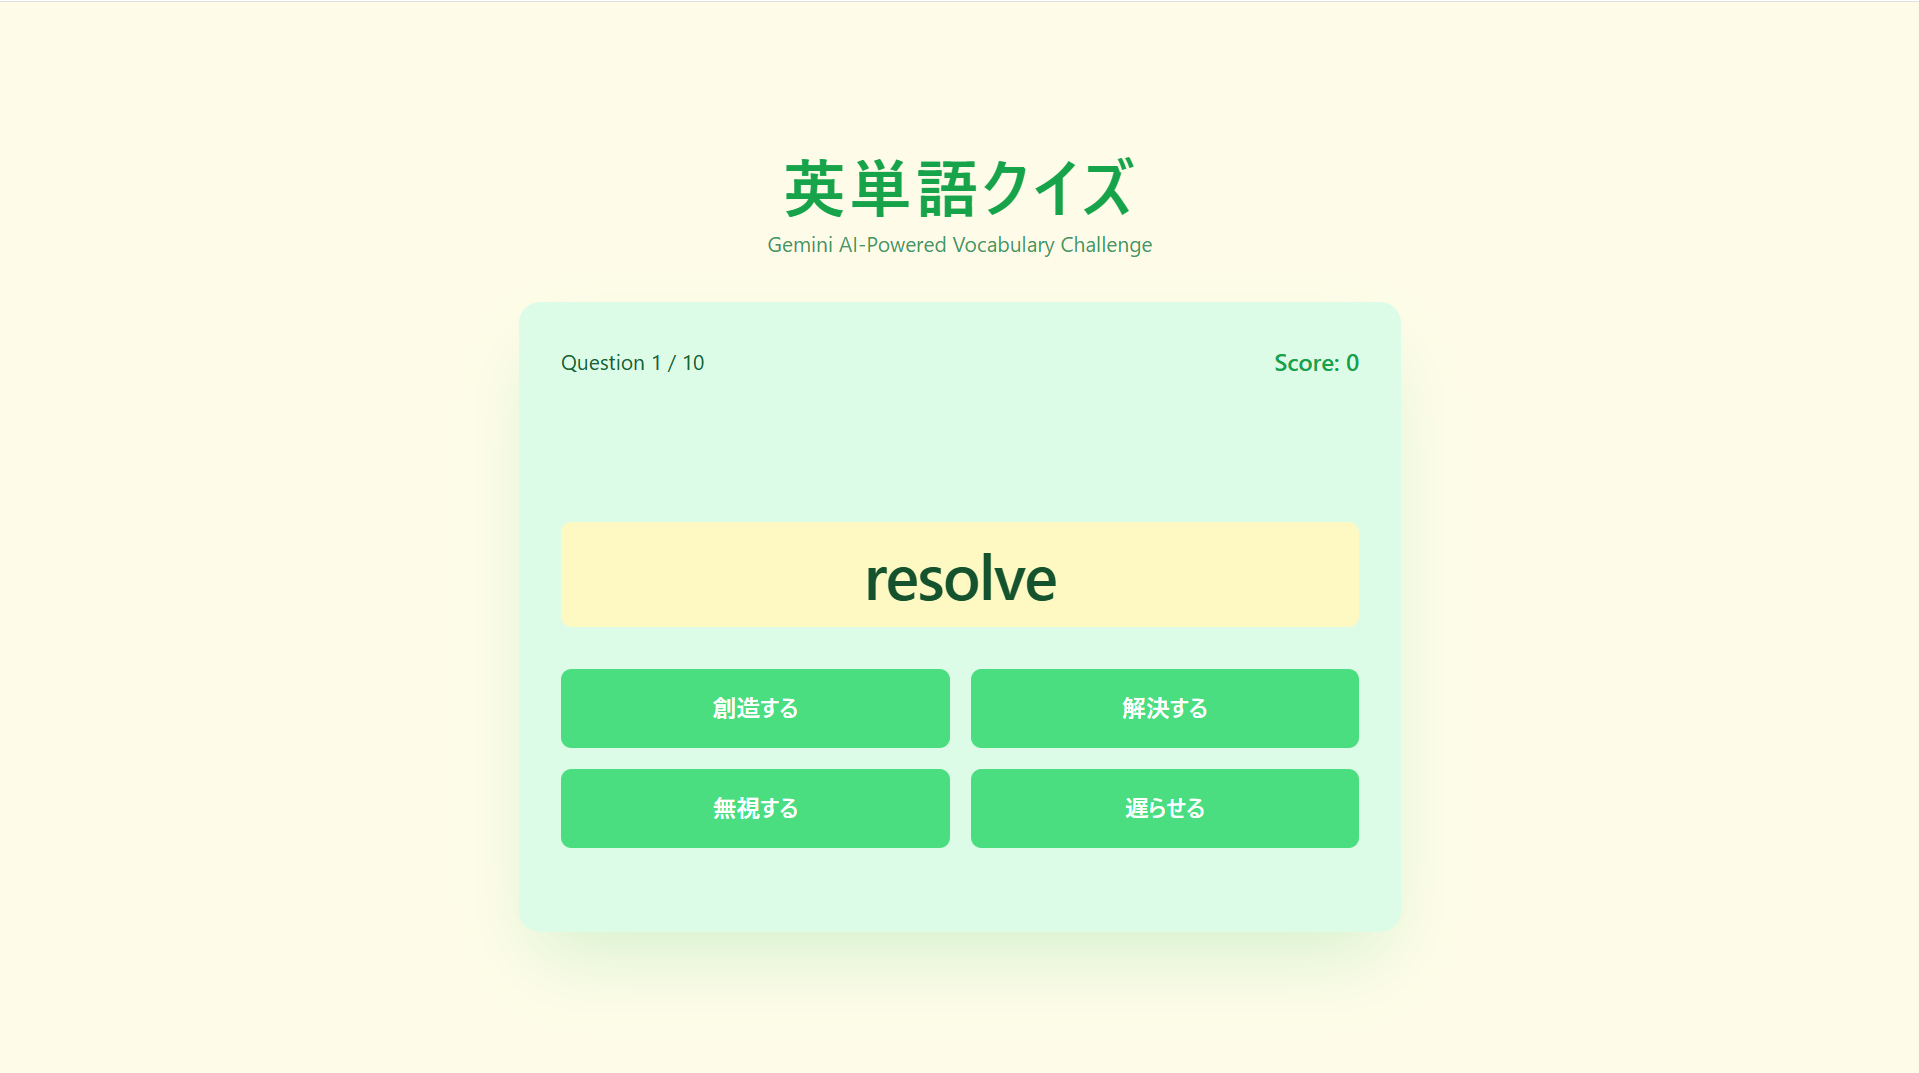 英単語クイズ
Gemini AI-Powered Vocabulary Challenge
Question 1 / 10
Score: 0
resolve
創造する
解決する
無視する
遅らせる